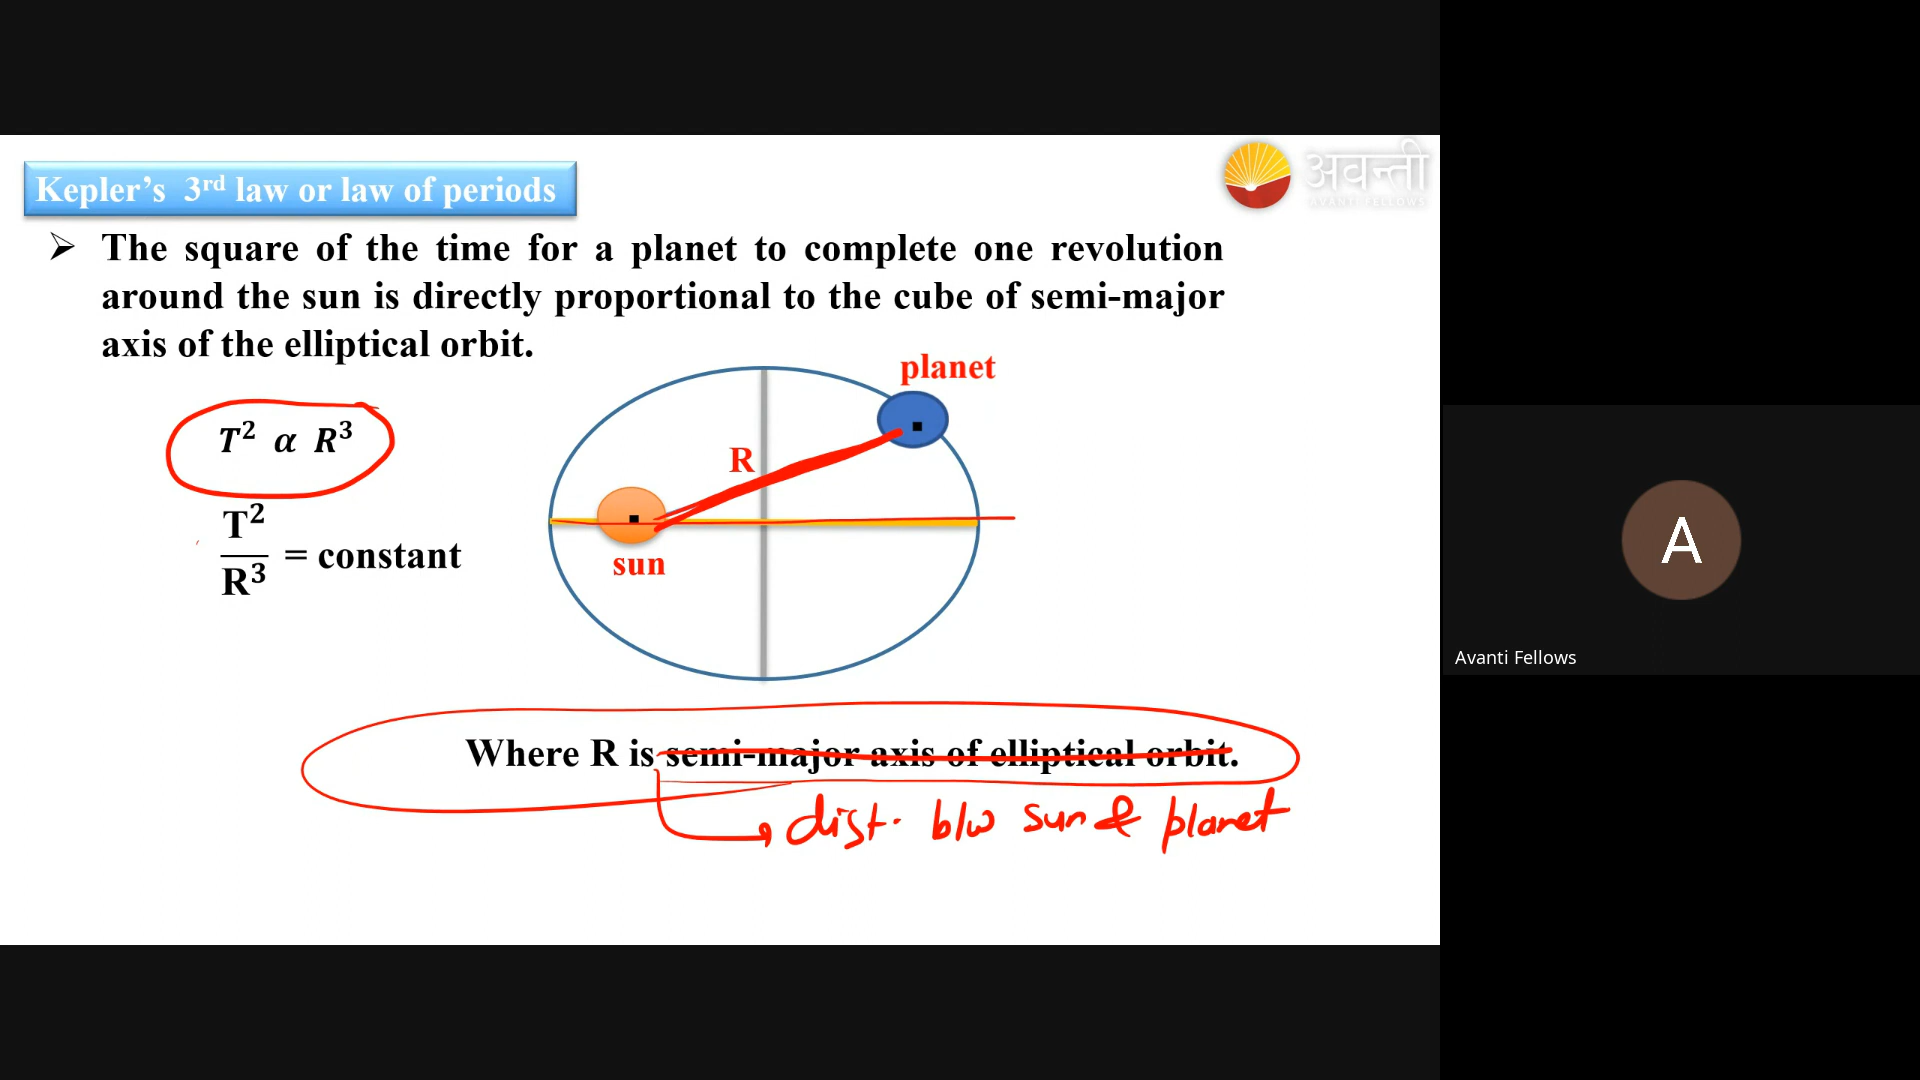 Kepler’s 3rd law or law of periods
अवन्ती
AVANTI FELLOWS
➢ The square of the time for a planet to complete one revolution
around the sun is directly proportional to the cube of semi-major
axis of the elliptical orbit.
planet
T² α R³
R
T²
R³
= constant
sun
Where R is semi-major axis of elliptical orbit.
dist. b/w sun & planet
A
Avanti Fellows